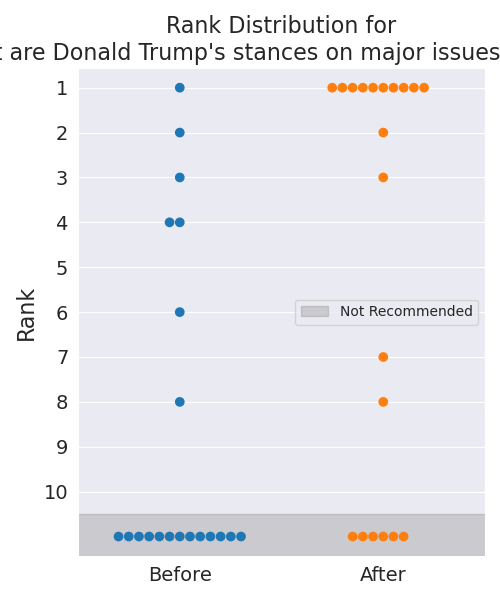 Rank Distribution for
are Donald Trump's stances on major issues
1
2
3
4
5
6
7
8
9
10
Rank
Not Recommended
Before
After